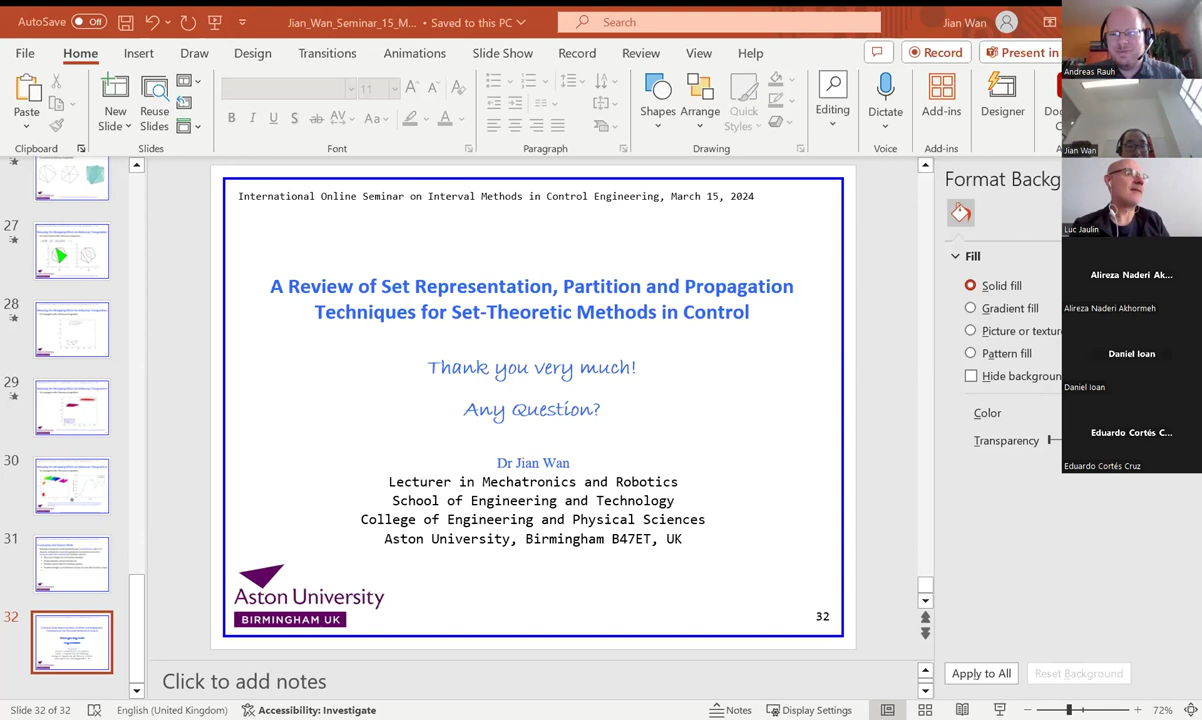 AutoSave Off Jian_Wan_Seminar_15_M... • Saved to this PC Search Jian Wan
File Home Insert Draw Design Transitions Animations Slide Show Record Review View Help Record Present in
Paste New Slide Reuse Slides 11 Shapes Arrange Quick Styles Editing Dictate Add-ins Designer
B I U S ab AV Aa A
Clipboard Slides Font Paragraph Drawing Voice Add-ins
Andreas Rauh
Jian Wan
Luc Jaulin
Alireza Naderi Ak...
Alireza Naderi Akhormeh
Daniel Ioan
Daniel Ioan
Eduardo Cortés C...
Eduardo Cortés Cruz
27
28
29
30
31
32
International Online Seminar on Interval Methods in Control Engineering, March 15, 2024
A Review of Set Representation, Partition and Propagation
Techniques for Set-Theoretic Methods in Control
Thank you very much!
Any Question?
Dr Jian Wan
Lecturer in Mechatronics and Robotics
School of Engineering and Technology
College of Engineering and Physical Sciences
Aston University, Birmingham B47ET, UK
Aston University
BIRMINGHAM UK
32
Format Backg
Fill
Solid fill
Gradient fill
Picture or textur
Pattern fill
Hide backgroun
Color
Transparency
Apply to All Reset Background
Click to add notes
Slide 32 of 32 English (United Kingdom) Accessibility: Investigate Notes Display Settings 72%